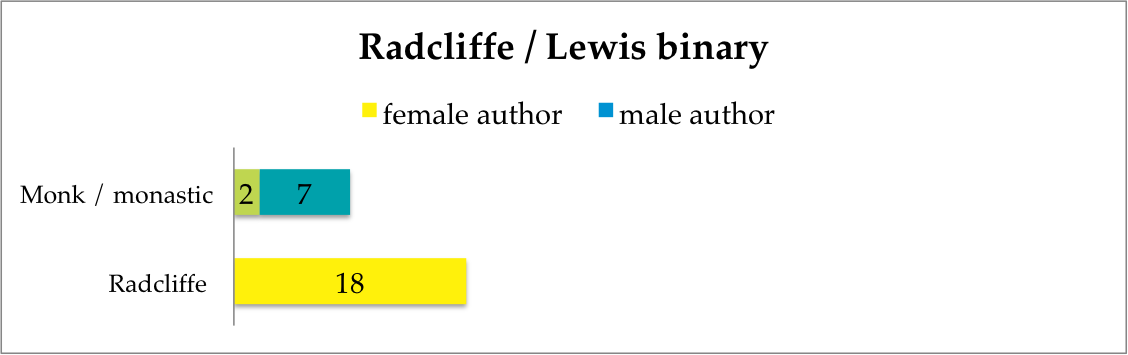 Radcliffe / Lewis binary
female author male author
Monk / monastic 2 7
Radcliffe 18